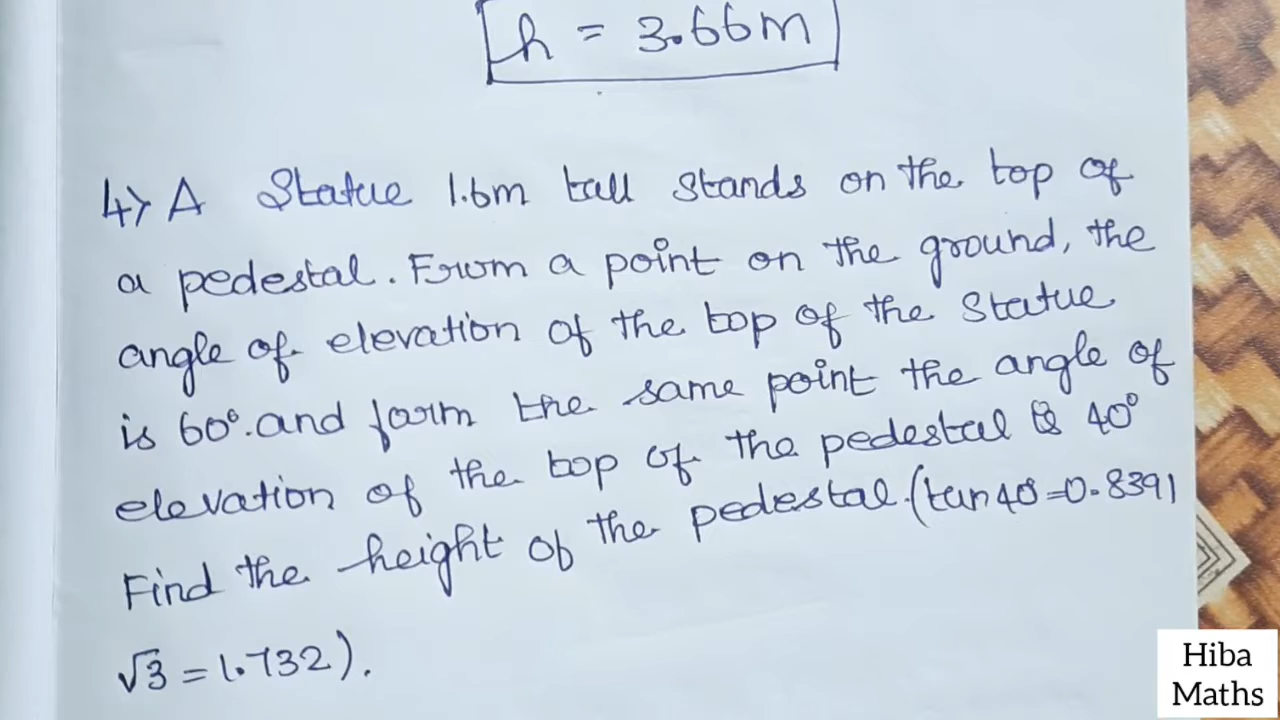 h = 3.66m
4) A Statue 1.6m tall stands on the top of
a pedestal. From a point on the ground, the
angle of elevation of the top of the Statue
is 60°. and farm the same point the angle of
elevation of the top of the pedestal is 40°
Find the height of the pedestal. (tan 40 = 0.8391
√3 = 1.732).
Hiba
Maths